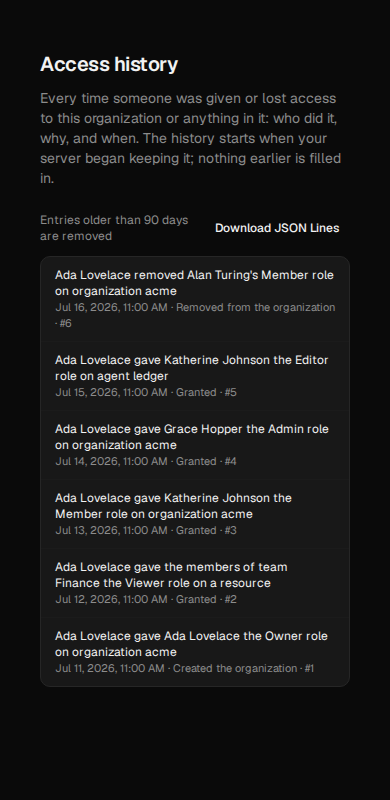 Access history
Every time someone was given or lost access
to this organization or anything in it: who did it,
why, and when. The history starts when your
server began keeping it; nothing earlier is filled
in.
Entries older than 90 days
are removed
Download JSON Lines
Ada Lovelace removed Alan Turing's Member role
on organization acme
Jul 16, 2026, 11:00 AM · Removed from the organization
· #6
Ada Lovelace gave Katherine Johnson the Editor
role on agent ledger
Jul 15, 2026, 11:00 AM · Granted · #5
Ada Lovelace gave Grace Hopper the Admin role
on organization acme
Jul 14, 2026, 11:00 AM · Granted · #4
Ada Lovelace gave Katherine Johnson the
Member role on organization acme
Jul 13, 2026, 11:00 AM · Granted · #3
Ada Lovelace gave the members of team
Finance the Viewer role on a resource
Jul 12, 2026, 11:00 AM · Granted · #2
Ada Lovelace gave Ada Lovelace the Owner role
on organization acme
Jul 11, 2026, 11:00 AM · Created the organization · #1